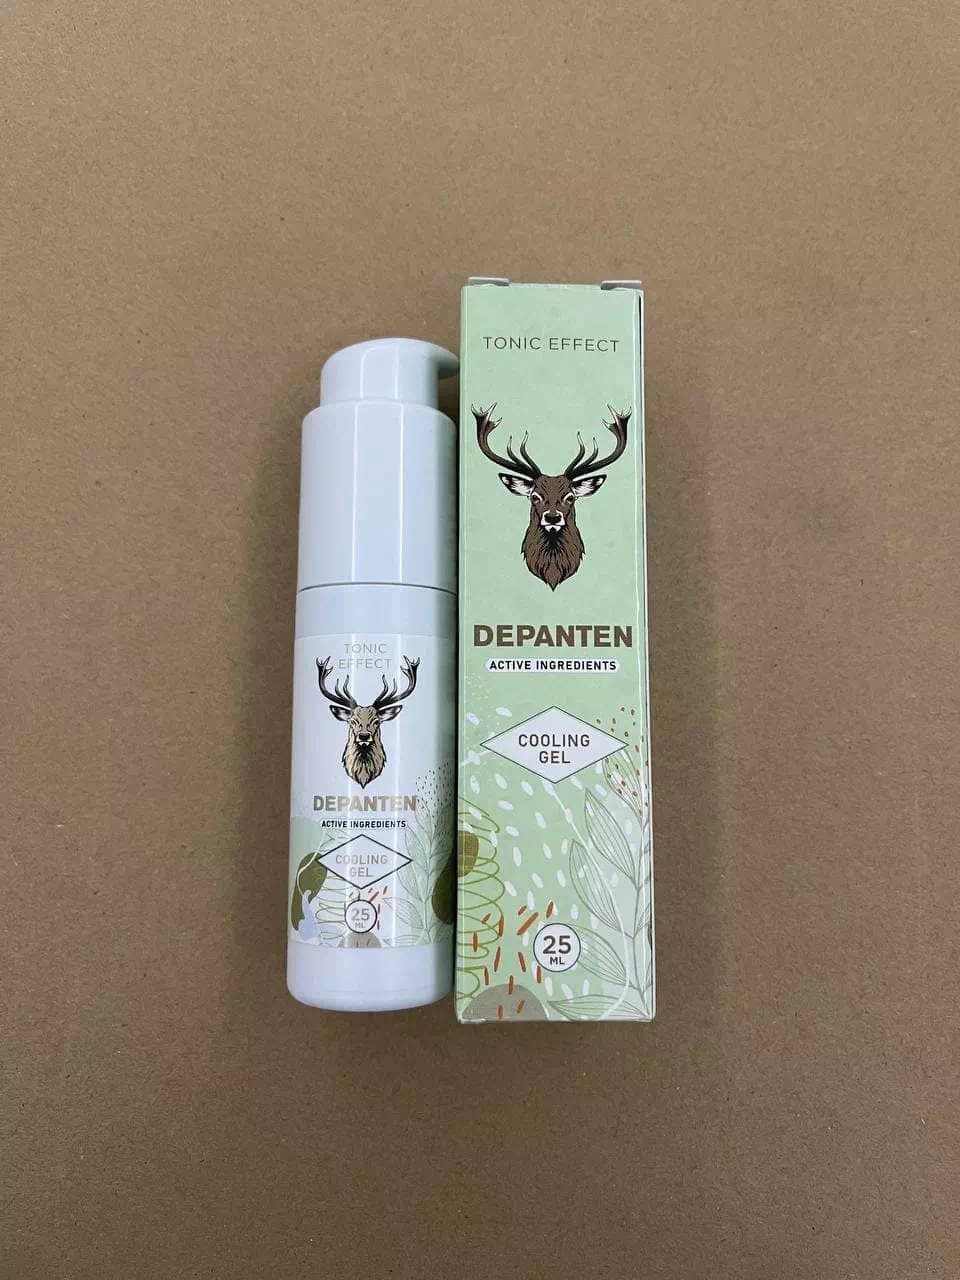 TONIC
EFFECT
DEPANTEN
ACTIVE INGREDIENTS
COOLING
GEL
25
ML
TONIC EFFECT
DEPANTEN
ACTIVE INGREDIENTS
COOLING
GEL
25
ML